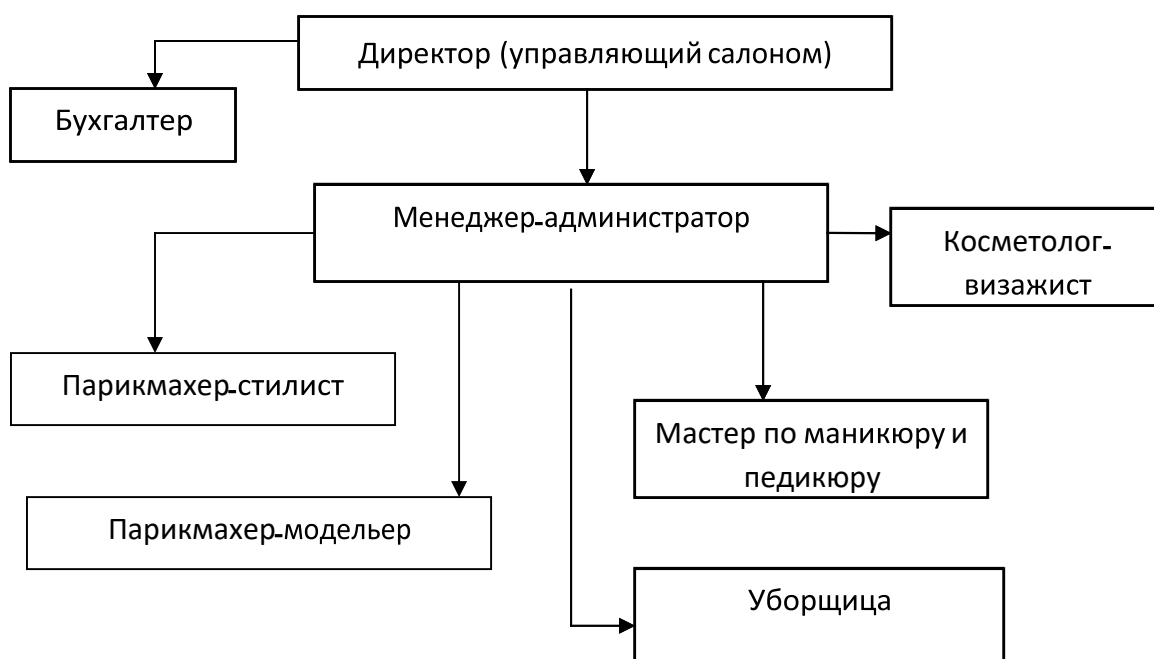 Директор (управляющий салоном)
Бухгалтер
Менеджер-администратор
Косметолог-
визажист
Парикмахер-стилист
Мастер по маникюру и
педикюру
Парикмахер-модельер
Уборщица